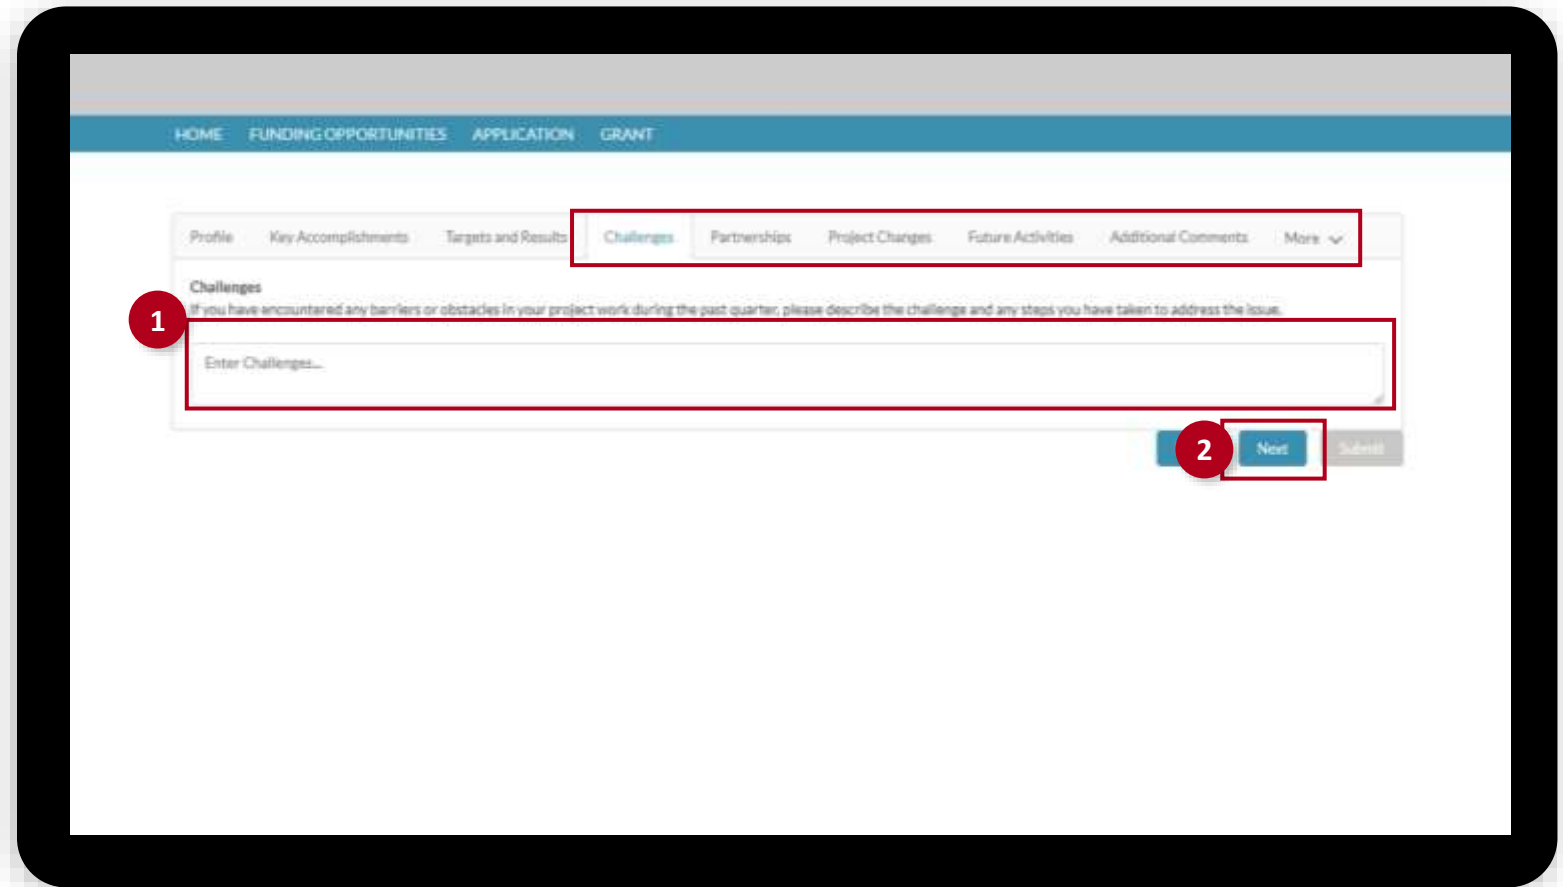 HOME FUNDING OPPORTUNITIES APPLICATION GRANT
Profile Key Accomplishments Targets and Results Challenges Partnerships Project Changes Future Activities Additional Comments More
Challenges
If you have encountered any barriers or obstacles in your project work during the past quarter, please describe the challenge and any steps you have taken to address the issue.
1
Enter Challenges...
2 Next Submit